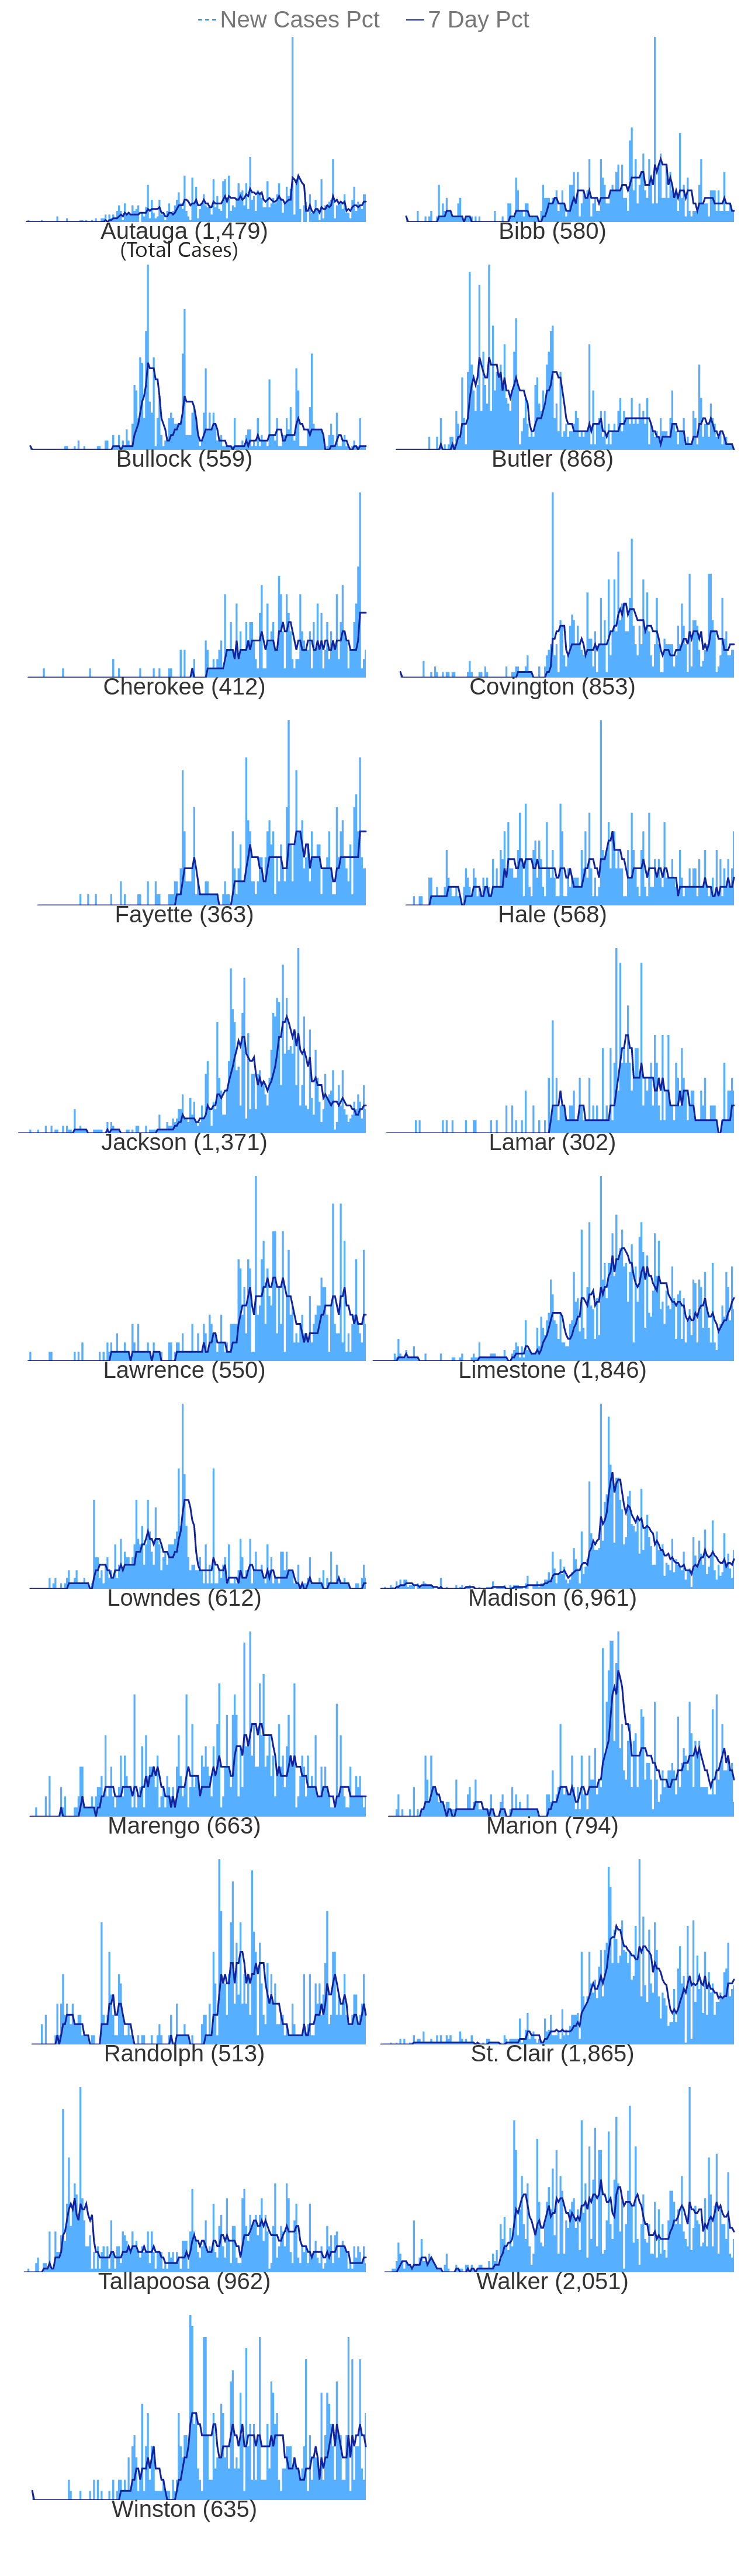 New Cases Pct 7 Day Pct
Autauga (1,479) Bibb (580)
(Total Cases)
Bullock (559) Butler (868)
Cherokee (412) Covington (853)
Fayette (363) Hale (568)
Jackson (1,371) Lamar (302)
Lawrence (550) Limestone (1,846)
Lowndes (612) Madison (6,961)
Marengo (663) Marion (794)
Randolph (513) St. Clair (1,865)
Tallapoosa (962) Walker (2,051)
Winston (635)